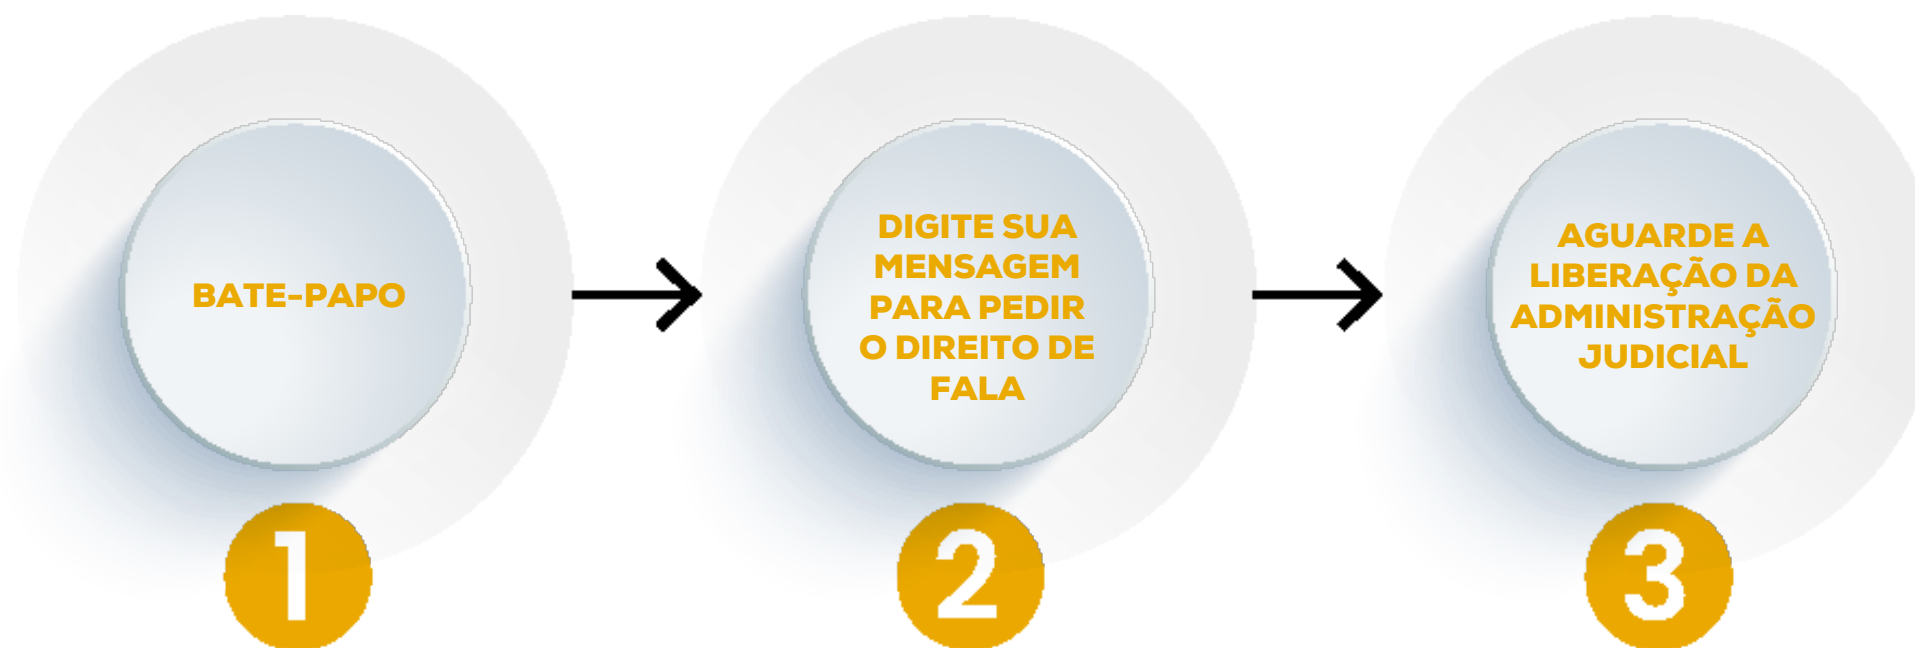 BATE-PAPO
DIGITE SUA
MENSAGEM
PARA PEDIR
O DIREITO DE
FALA
AGUARDE A
LIBERAÇÃO DA
ADMINISTRAÇÃO
JUDICIAL
1
2
3